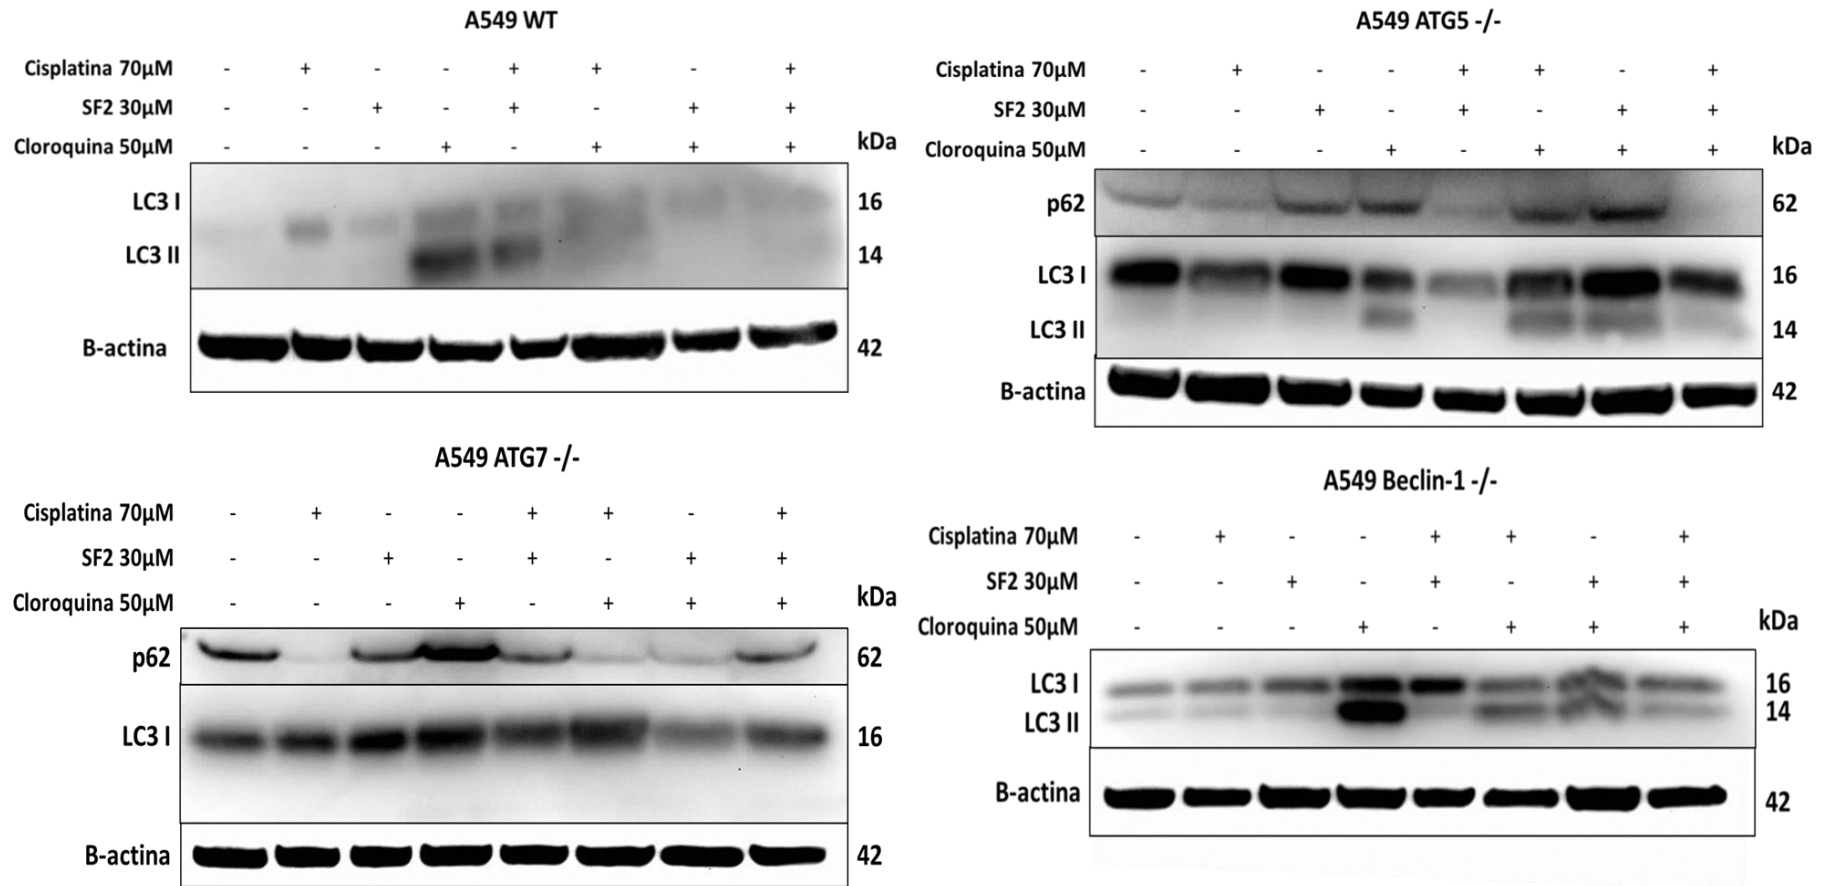 A549 WT
Cisplatina 70µM - + - - + + - +
SF2 30µM - - + - + - + +
Cloroquina 50µM - - - + - + + +
kDa
LC3 I 16
LC3 II 14
B-actina 42
A549 ATG5 -/-
Cisplatina 70µM - + - - + + - +
SF2 30µM - - + - + - + +
Cloroquina 50µM - - - + - + + +
kDa
p62 62
LC3 I 16
LC3 II 14
B-actina 42
A549 ATG7 -/-
Cisplatina 70µM - + - - + + - +
SF2 30µM - - + - + - + +
Cloroquina 50µM - - - + - + + +
kDa
p62 62
LC3 I 16
B-actina 42
A549 Beclin-1 -/-
Cisplatina 70µM - + - - + + - +
SF2 30µM - - + - + - + +
Cloroquina 50µM - - - + - + + +
kDa
LC3 I 16
LC3 II 14
B-actina 42